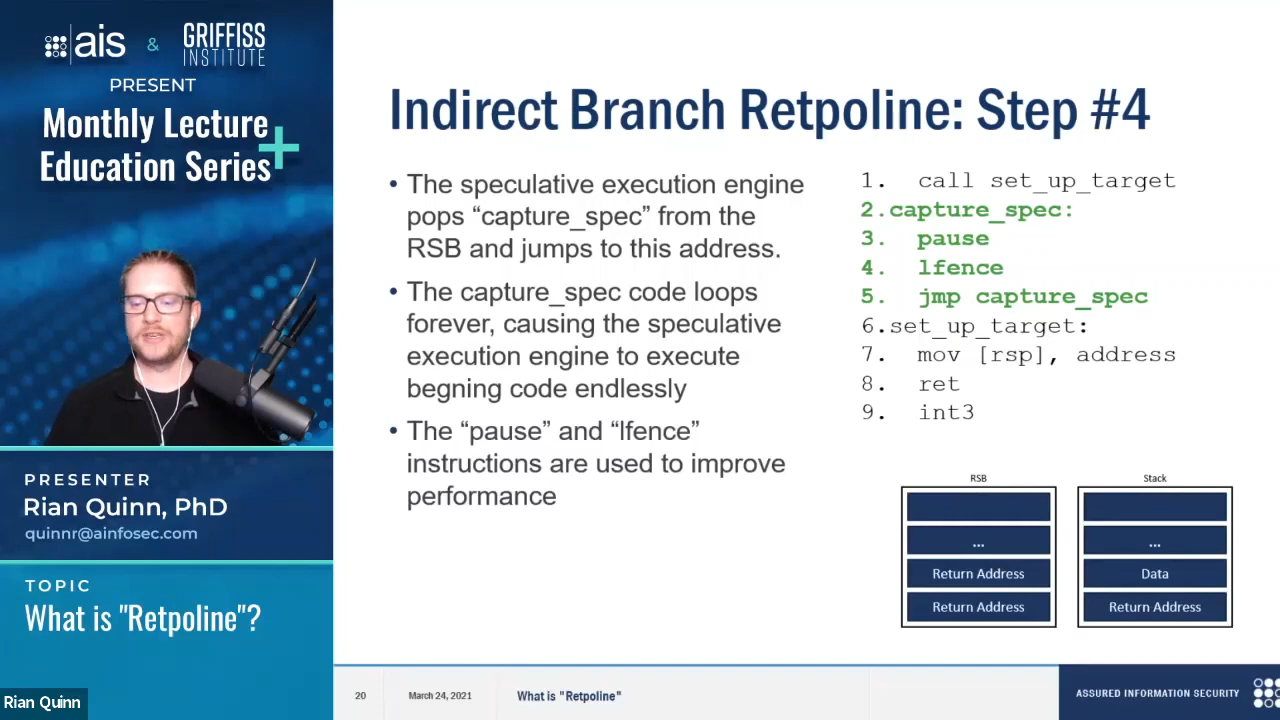 ais & GRIFFISS
INSTITUTE
PRESENT
Monthly Lecture
Education Series
PRESENTER
Rian Quinn, PhD
quinnr@ainfosec.com
TOPIC
What is "Retpoline"?
Rian Quinn
Indirect Branch Retpoline: Step #4
• The speculative execution engine
pops “capture_spec” from the
RSB and jumps to this address.
• The capture_spec code loops
forever, causing the speculative
execution engine to execute
begning code endlessly
• The “pause” and “lfence”
instructions are used to improve
performance
1. call set_up_target
2.capture_spec:
3. pause
4. lfence
5. jmp capture_spec
6.set_up_target:
7. mov [rsp], address
8. ret
9. int3
RSB
...
Return Address
Return Address
Stack
...
Data
Return Address
20
March 24, 2021
What is "Retpoline"
ASSURED INFORMATION SECURITY